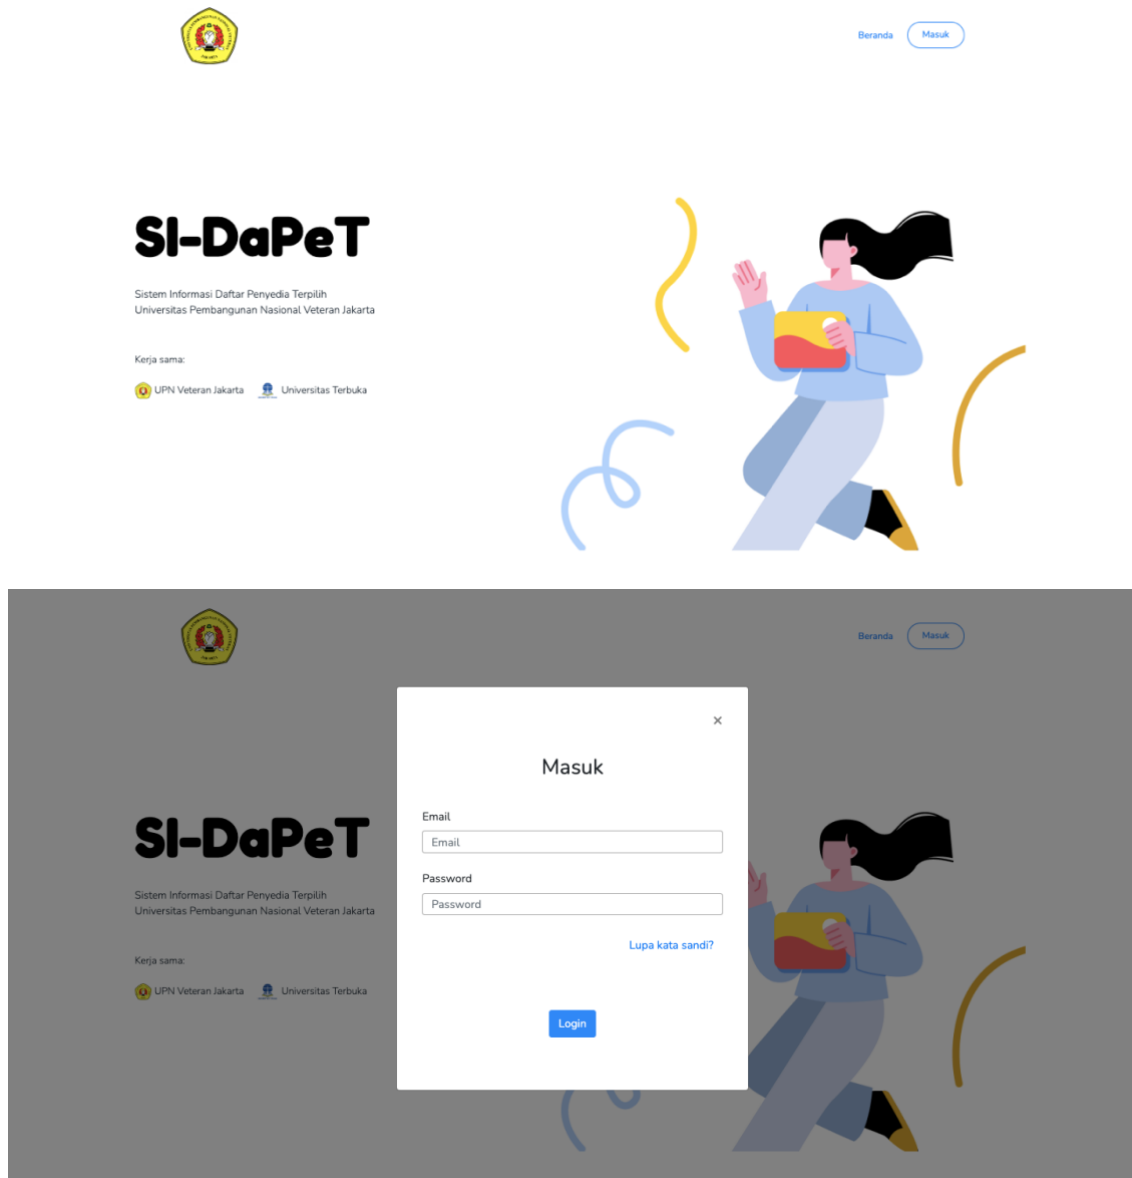 Beranda
Masuk
SI-DaPeT
Sistem Informasi Daftar Penyedia Terpilih
Universitas Pembangunan Nasional Veteran Jakarta
Kerja sama:
UPN Veteran Jakarta
Universitas Terbuka
Beranda
Masuk
×
Masuk
Email
Email
Password
Password
Lupa kata sandi?
Login
SI-DaPeT
Sistem Informasi Daftar Penyedia Terpilih
Universitas Pembangunan Nasional Veteran Jakarta
Kerja sama:
UPN Veteran Jakarta
Universitas Terbuka